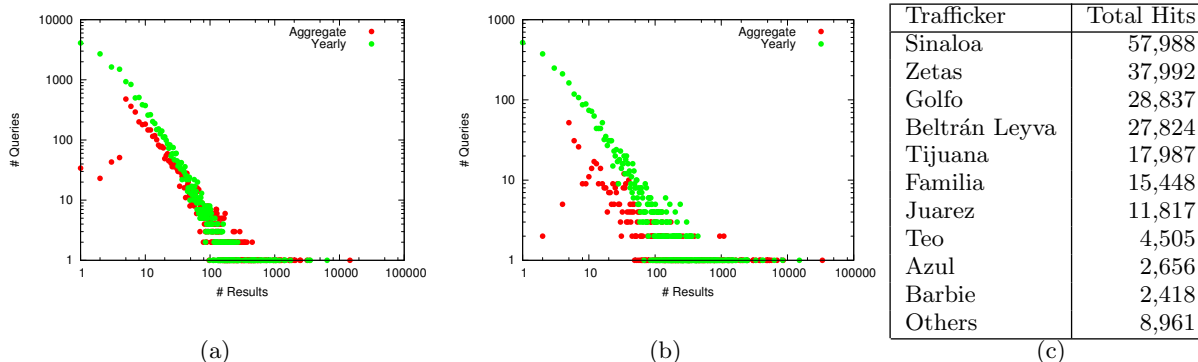 10000
1000
100
10
1
# Queries
1 10 100 1000 10000 100000
# Results
Aggregate
Yearly
(a)
1000
100
10
1
# Queries
1 10 100 1000 10000 100000
# Results
Aggregate
Yearly
(b)
Trafficker Total Hits
Sinaloa 57,988
Zetas 37,992
Golfo 28,837
Beltrán Leyva 27,824
Tijuana 17,987
Familia 15,448
Juarez 11,817
Teo 4,505
Azul 2,656
Barbie 2,418
Others 8,961
(c)